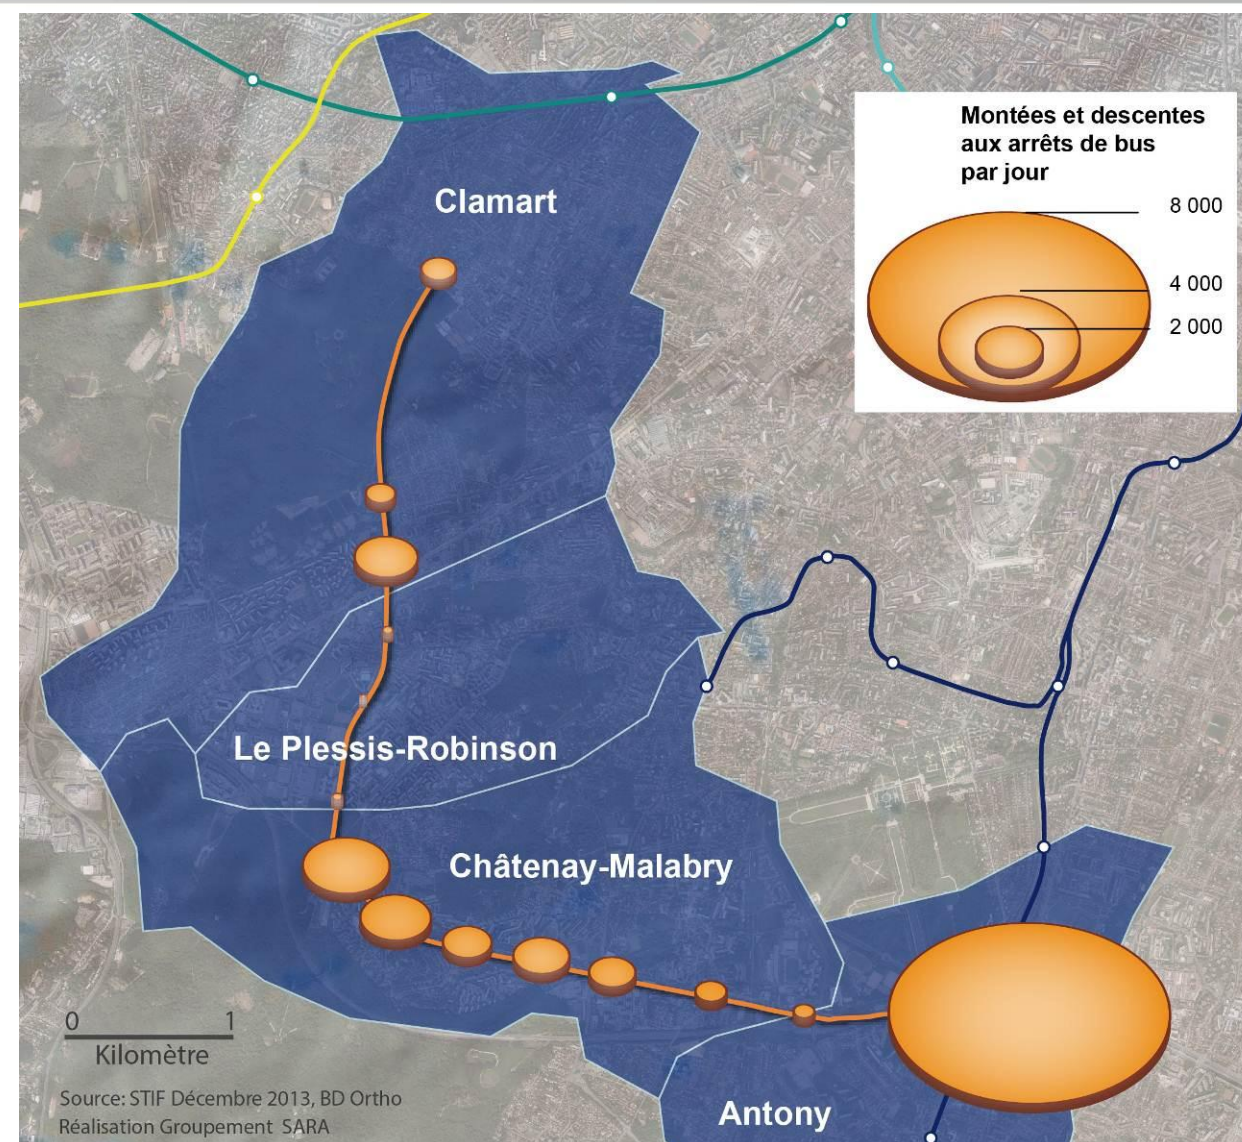 Montées et descentes
aux arrêts de bus
par jour
8 000
4 000
2 000
Clamart
Le Plessis-Robinson
Châtenay-Malabry
Antony
0 1
Kilomètre
Source: STIF Décembre 2013, BD Ortho
Réalisation Groupement SARA